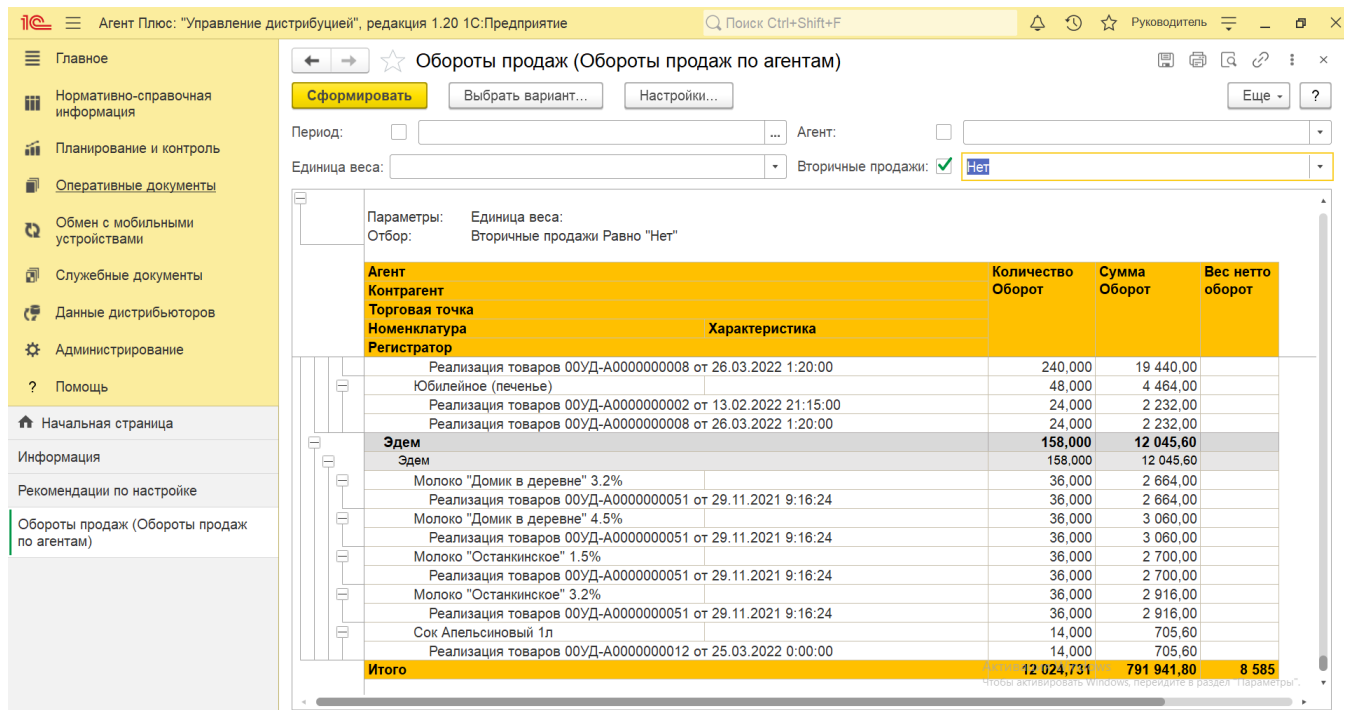 1С Агент Плюс: "Управление дистрибуцией", редакция 1.20 1С:Предприятие Поиск Ctrl+Shift+F Руководитель
Главное
Нормативно-справочная
информация
Планирование и контроль
Оперативные документы
Обмен с мобильными
устройствами
Служебные документы
Данные дистрибьюторов
Администрирование
? Помощь
Начальная страница
Информация
Рекомендации по настройке
Обороты продаж (Обороты продаж
по агентам)
Обороты продаж (Обороты продаж по агентам)
Сформировать Выбрать вариант... Настройки... Еще ?
Период: ... Агент:
Единица веса: Вторичные продажи: Нет
Параметры: Единица веса:
Отбор: Вторичные продажи Равно "Нет"
Агент Количество Сумма Вес нетто
Контрагент Оборот Оборот оборот
Торговая точка
Номенклатура Характеристика
Регистратор
Реализация товаров 00УД-А0000000008 от 26.03.2022 1:20:00 240,000 19 440,00
Юбилейное (печенье) 48,000 4 464,00
Реализация товаров 00УД-А0000000002 от 13.02.2022 21:15:00 24,000 2 232,00
Реализация товаров 00УД-А0000000008 от 26.03.2022 1:20:00 24,000 2 232,00
Эдем 158,000 12 045,60
Эдем 158,000 12 045,60
Молоко "Домик в деревне" 3.2% 36,000 2 664,00
Реализация товаров 00УД-А0000000051 от 29.11.2021 9:16:24 36,000 2 664,00
Молоко "Домик в деревне" 4.5% 36,000 3 060,00
Реализация товаров 00УД-А0000000051 от 29.11.2021 9:16:24 36,000 3 060,00
Молоко "Останкинское" 1.5% 36,000 2 700,00
Реализация товаров 00УД-А0000000051 от 29.11.2021 9:16:24 36,000 2 700,00
Молоко "Останкинское" 3.2% 36,000 2 916,00
Реализация товаров 00УД-А0000000051 от 29.11.2021 9:16:24 36,000 2 916,00
Сок Апельсиновый 1л 14,000 705,60
Реализация товаров 00УД-А0000000012 от 25.03.2022 0:00:00 14,000 705,60
Итого 12 024,731 791 941,80 8 585
Чтобы активировать Windows, перейдите в раздел "Параметры".